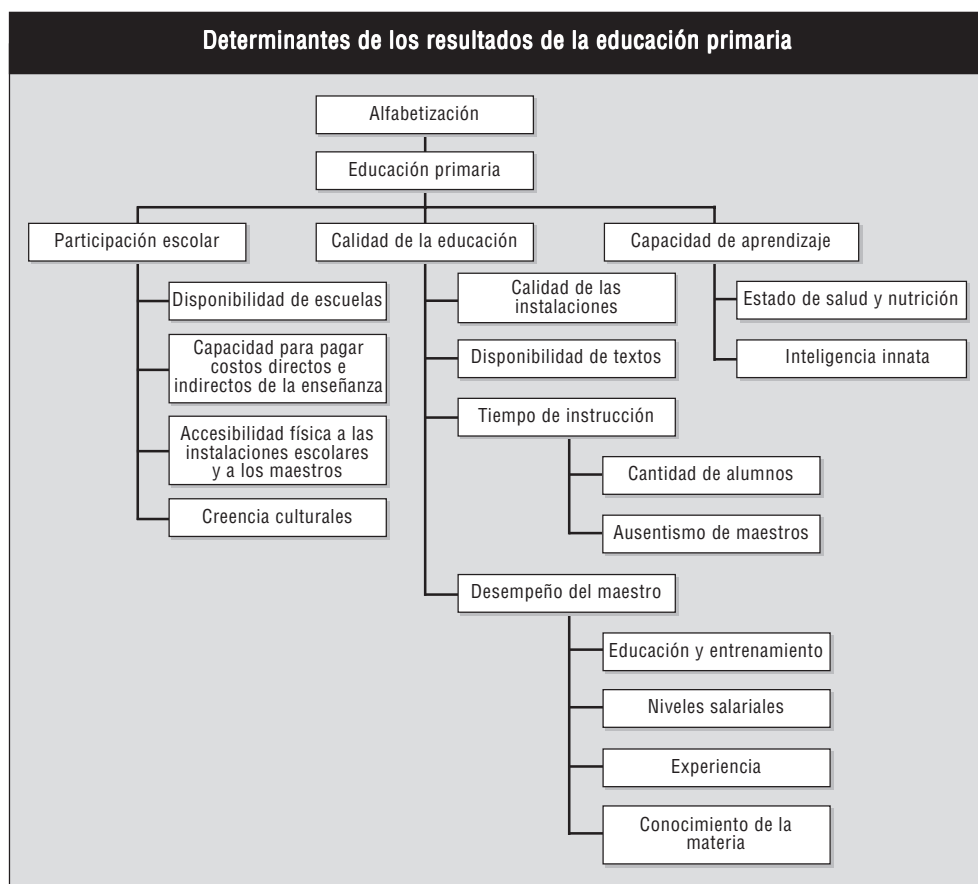 Determinantes de los resultados de la educación primaria
Alfabetización
Educación primaria
Participación escolar
Disponibilidad de escuelas
Capacidad para pagar
costos directos e
indirectos de la enseñanza
Accesibilidad física a las
instalaciones escolares
y a los maestros
Creencia culturales
Calidad de la educación
Calidad de las
instalaciones
Disponibilidad de textos
Tiempo de instrucción
Cantidad de alumnos
Ausentismo de maestros
Desempeño del maestro
Educación y entrenamiento
Niveles salariales
Experiencia
Conocimiento de la
materia
Capacidad de aprendizaje
Estado de salud y nutrición
Inteligencia innata